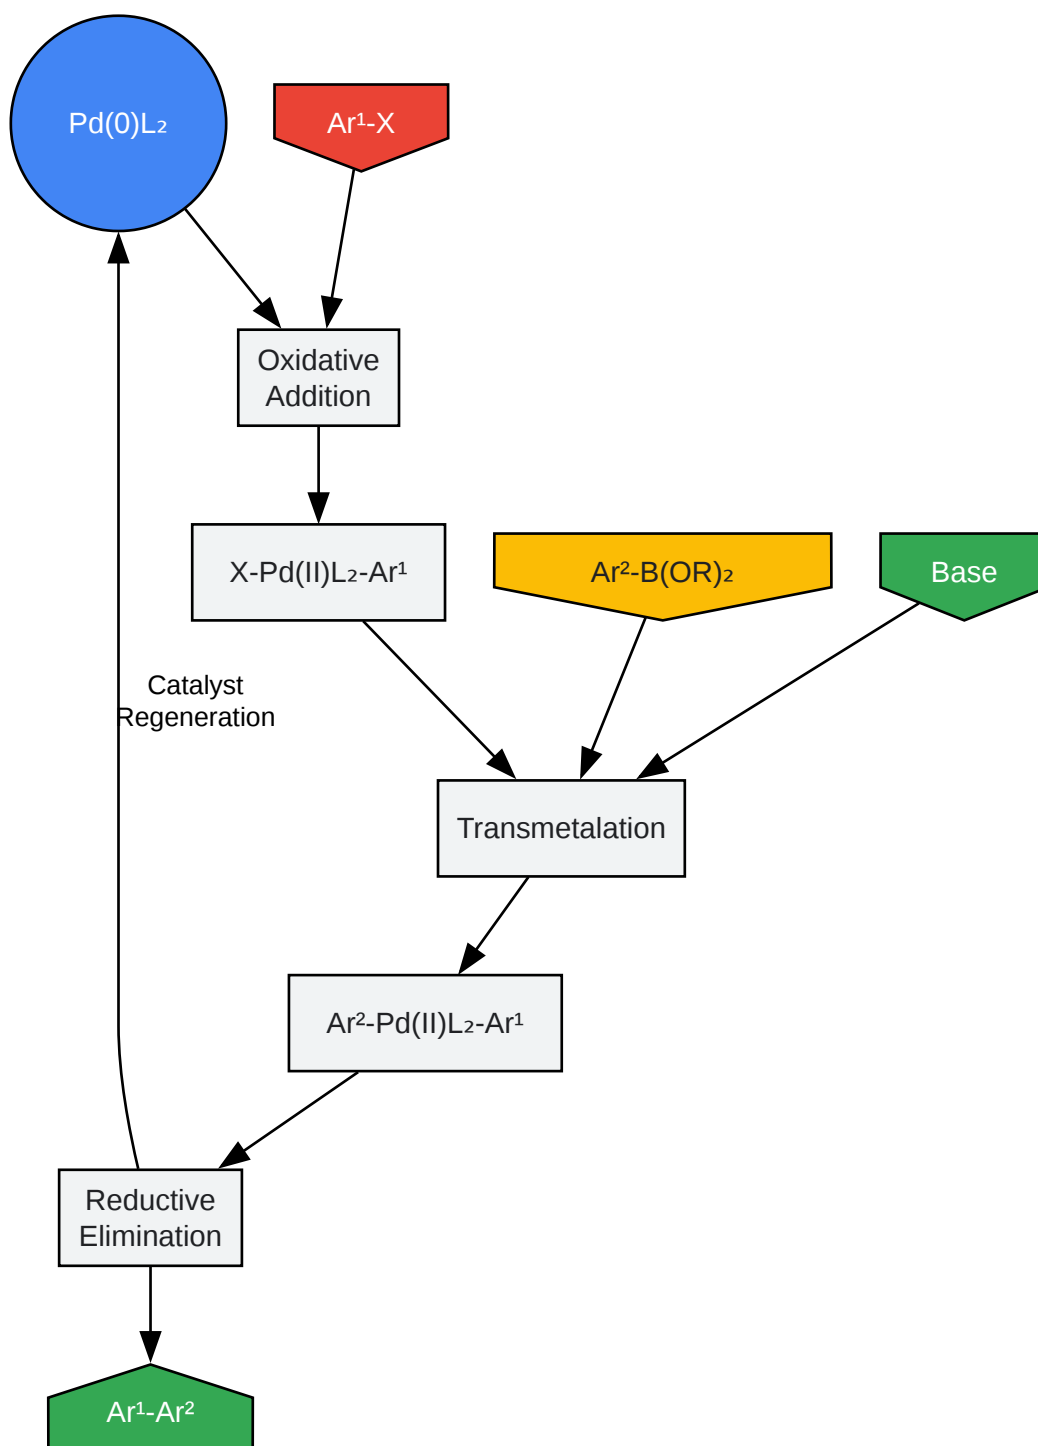 Pd(0)L₂
Ar¹-X
Oxidative
Addition
X-Pd(II)L₂-Ar¹
Ar²-B(OR)₂
Base
Catalyst
Regeneration
Transmetalation
Ar²-Pd(II)L₂-Ar¹
Reductive
Elimination
Ar¹-Ar²